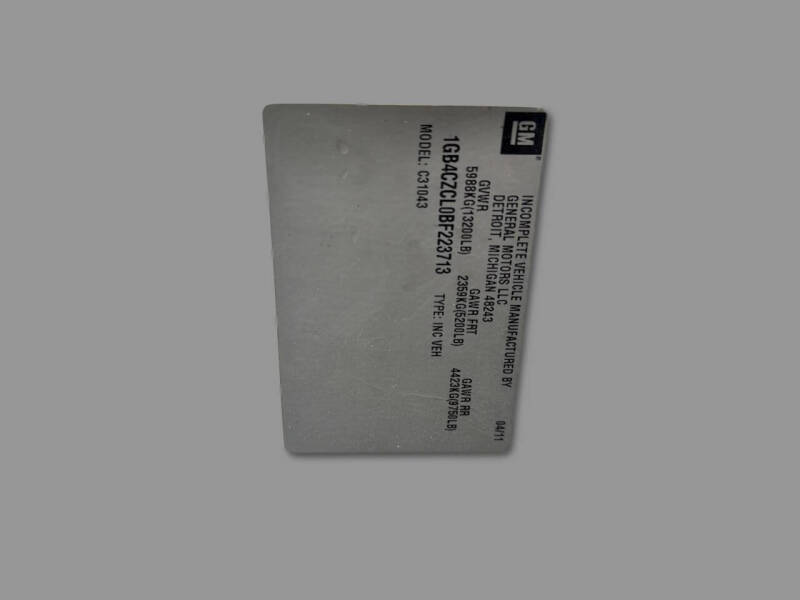 GM
INCOMPLETE VEHICLE MANUFACTURED BY
GENERAL MOTORS LLC
DETROIT, MICHIGAN 48243
04/11
GVWR GAWR FRT GAWR RR
5988KG(13200LB) 2359KG(5200LB) 4423KG(9750LB)
1GB4CZCL0BF223713 TYPE: INC VEH
MODEL: C31043